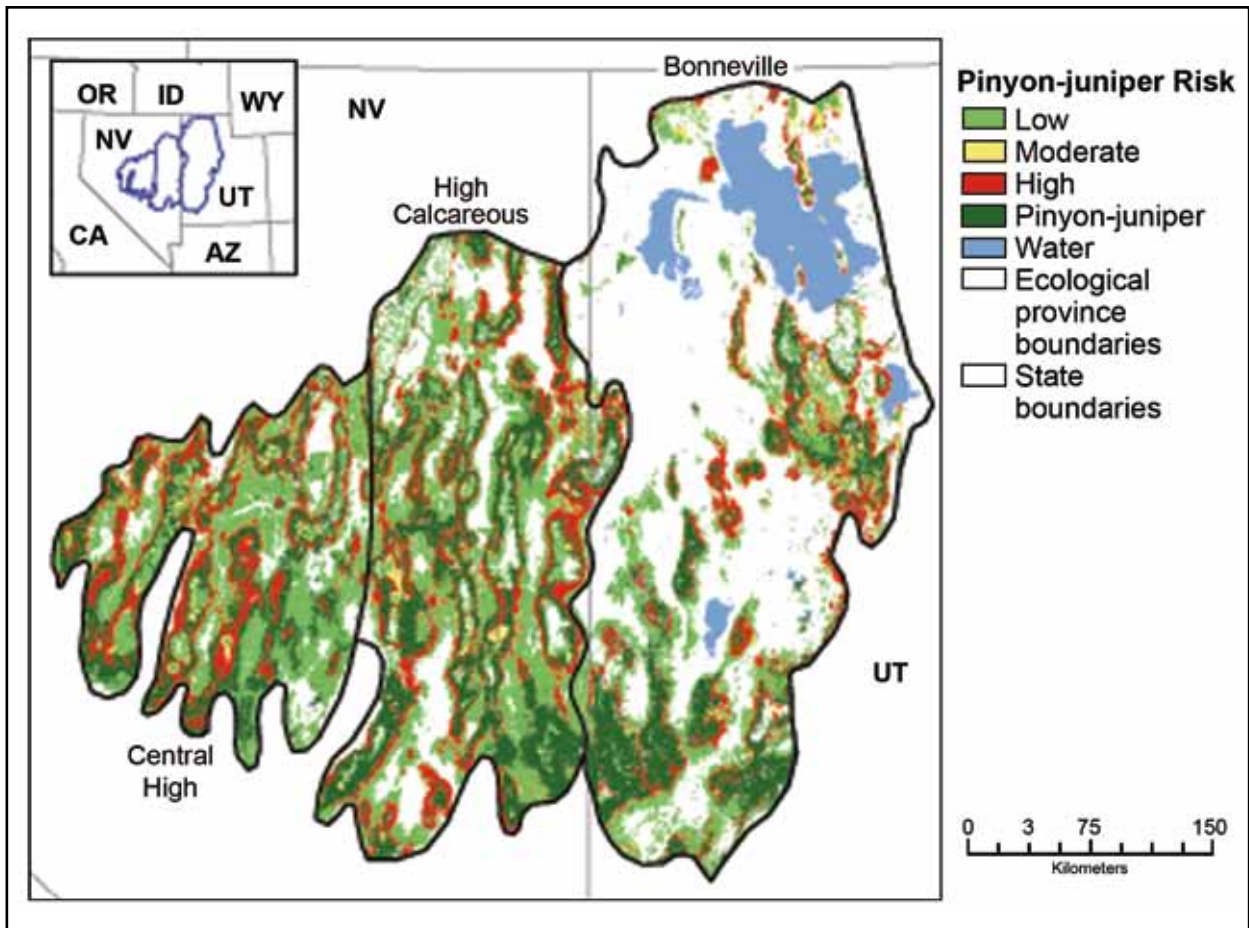 OR
ID
WY
NV
UT
CA
AZ
NV
Bonneville
High
Calcareous
Central
High
UT
Pinyon-juniper Risk
Low
Moderate
High
Pinyon-juniper
Water
Ecological
province
boundaries
State
boundaries
0 3 75 150
Kilometers